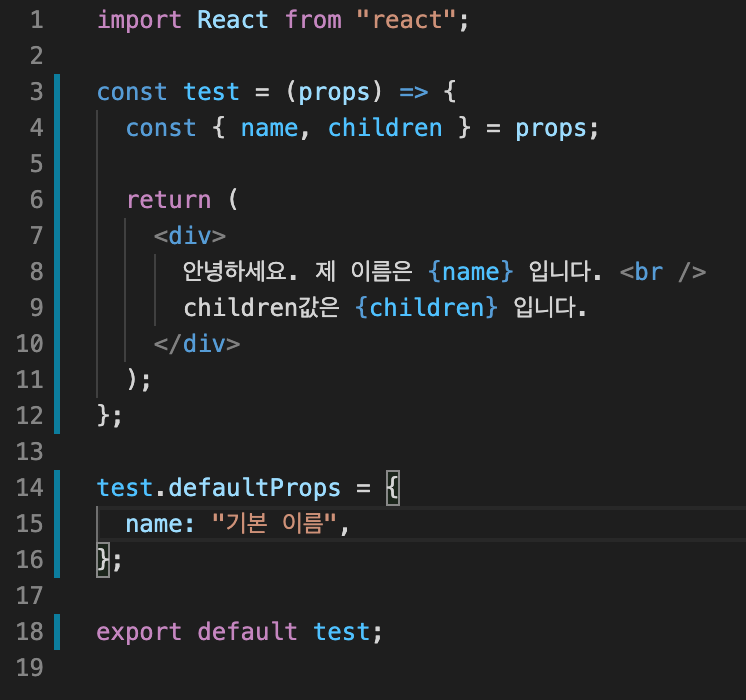 1 import React from "react";
2
3 const test = (props) => {
4 const { name, children } = props;
5
6 return (
7 <div>
8 안녕하세요. 제 이름은 {name} 입니다. <br />
9 children값은 {children} 입니다.
10 </div>
11 );
12 };
13
14 test.defaultProps = {
15 name: "기본 이름",
16 };
17
18 export default test;
19